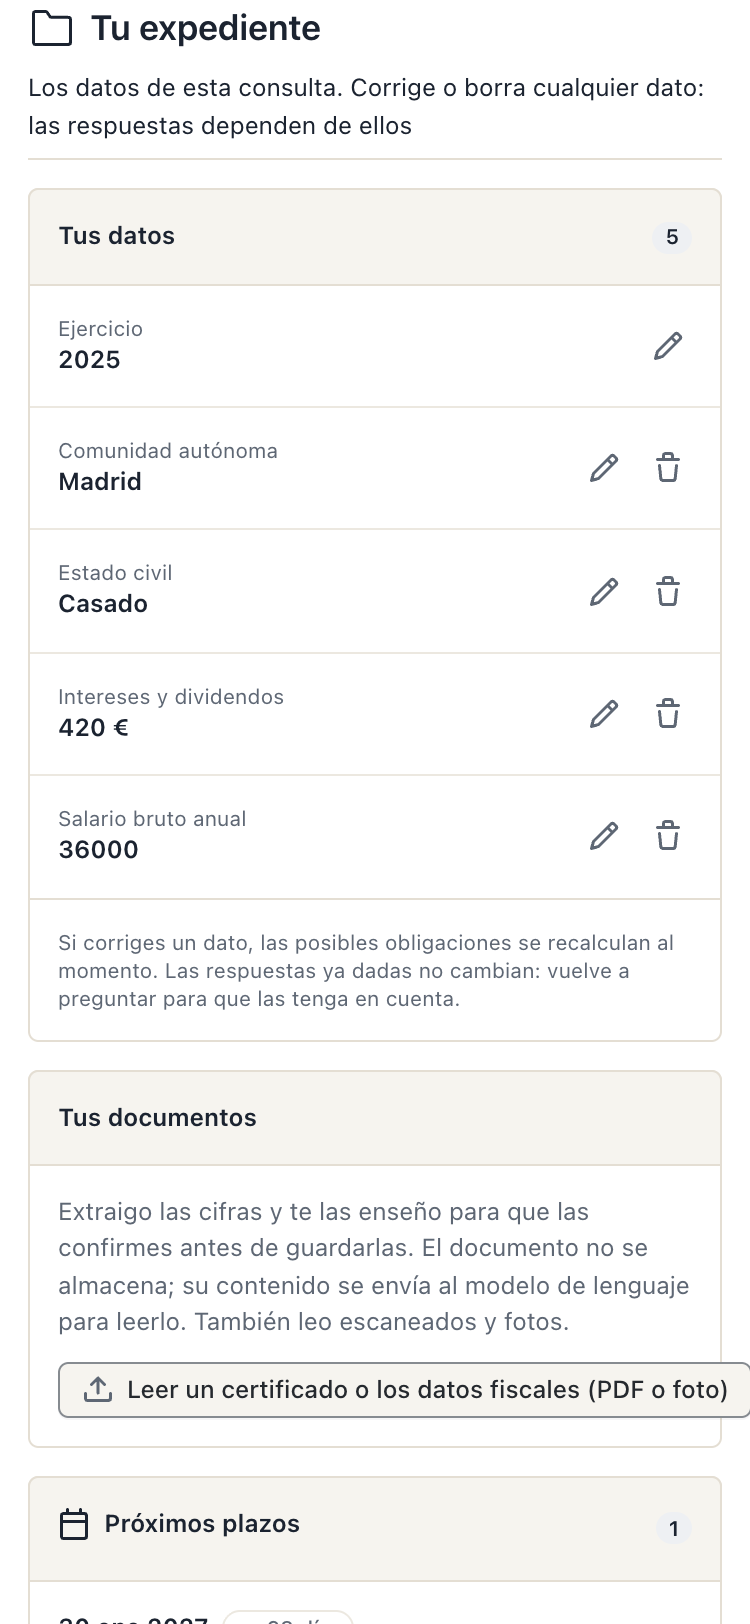 Tu expediente
Los datos de esta consulta. Corrige o borra cualquier dato:
las respuestas dependen de ellos
Tus datos
5
Ejercicio
2025
Comunidad autónoma
Madrid
Estado civil
Casado
Intereses y dividendos
420 €
Salario bruto anual
36000
Si corriges un dato, las posibles obligaciones se recalculan al
momento. Las respuestas ya dadas no cambian: vuelve a
preguntar para que las tenga en cuenta.
Tus documentos
Extraigo las cifras y te las enseño para que las
confirmes antes de guardarlas. El documento no se
almacena; su contenido se envía al modelo de lenguaje
para leerlo. También leo escaneados y fotos.
Leer un certificado o los datos fiscales (PDF o foto)
Próximos plazos
1